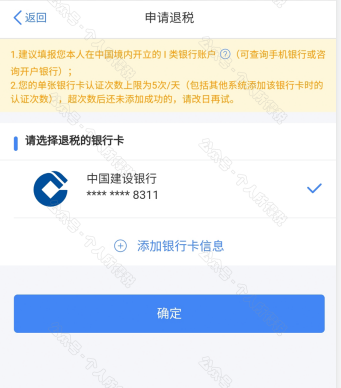 返回 申请退税
1.建议填报您本人在中国境内开立的 I 类银行账户 ?（可查询手机银行或咨
询开户银行）；
2.您的单张银行卡认证次数上限为5次/天（包括其他系统添加该银行卡时的
认证次数），超次数后还未添加成功的，请改日再试。
请选择退税的银行卡
中国建设银行
**** **** 8311
添加银行卡信息
确定